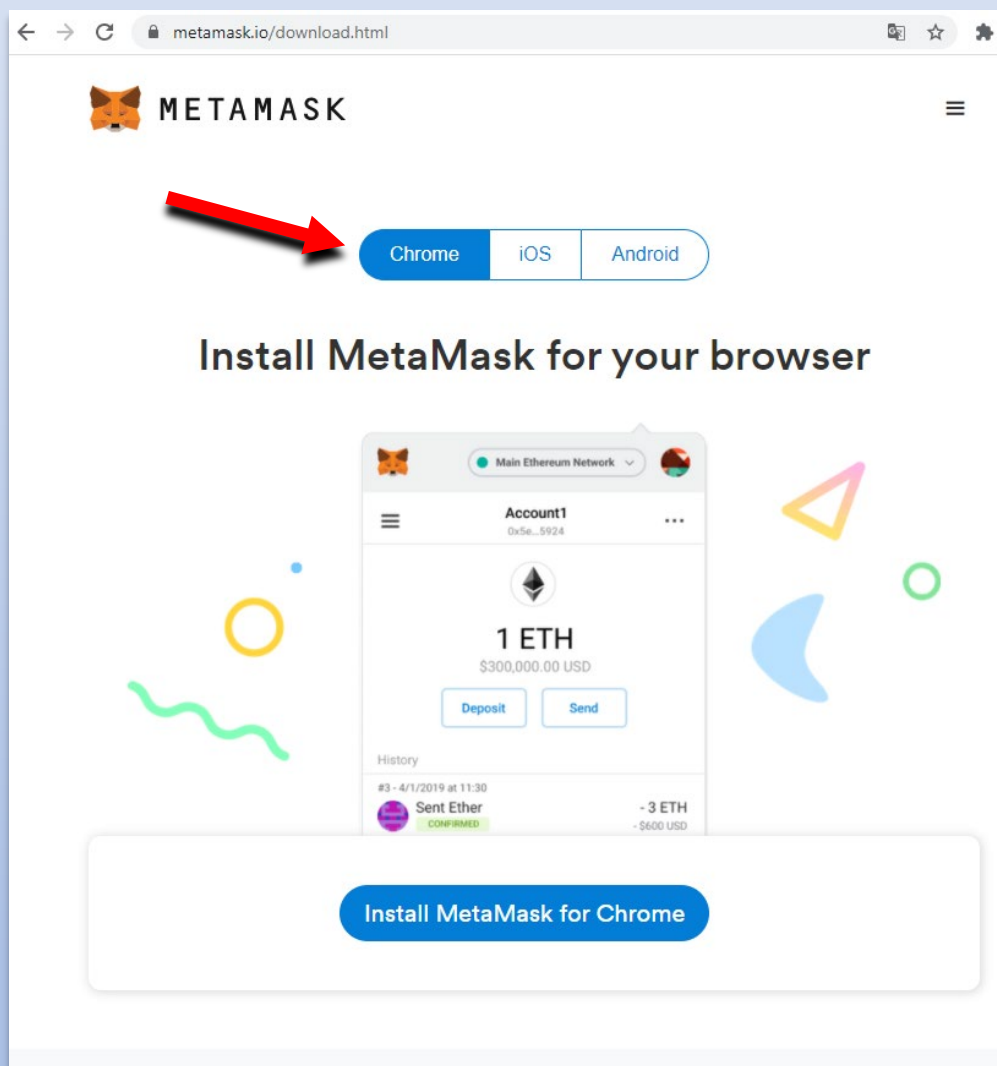 metamask.io/download.html
METAMASK
Chrome iOS Android
Install MetaMask for your browser
Main Ethereum Network
Account1
0x5e...5924
1 ETH
$300,000.00 USD
Deposit Send
History
#3 - 4/1/2019 at 11:30
Sent Ether - 3 ETH
CONFIRMED - $600 USD
Install MetaMask for Chrome